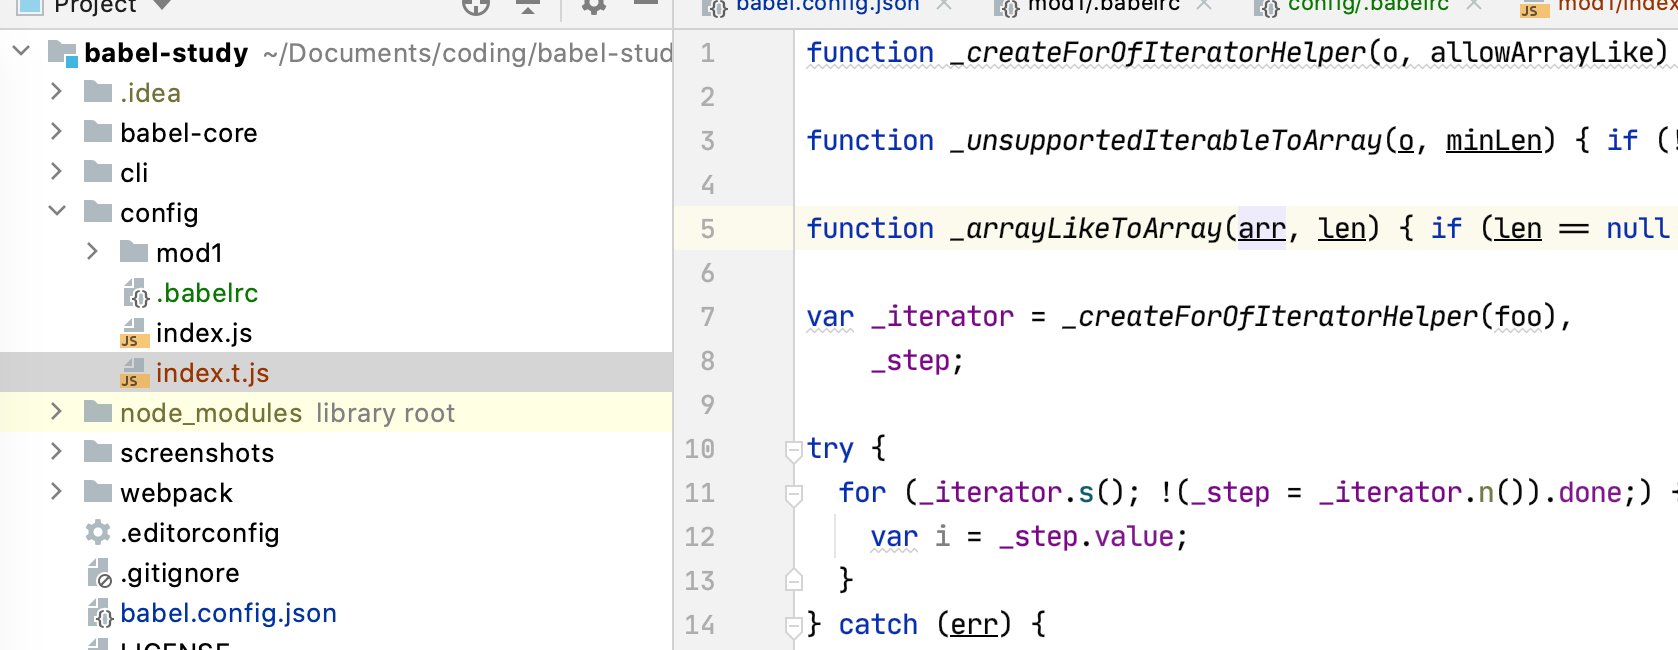 Project
babel-study ~/Documents/coding/babel-stud
.idea
babel-core
cli
config
mod1
.babelrc
index.js
index.t.js
node_modules library root
screenshots
webpack
.editorconfig
.gitignore
babel.config.json
LICENSE
babel.config.json mod1/.babelrc config/.babelrc mod1/index
1 function _createForOfIteratorHelper(o, allowArrayLike)
2
3 function _unsupportedIterableToArray(o, minLen) { if (!
4
5 function _arrayLikeToArray(arr, len) { if (len == null
6
7 var _iterator = _createForOfIteratorHelper(foo),
8 _step;
9
10 try {
11 for (_iterator.s(); !(_step = _iterator.n()).done;) {
12 var i = _step.value;
13 }
14 } catch (err) {